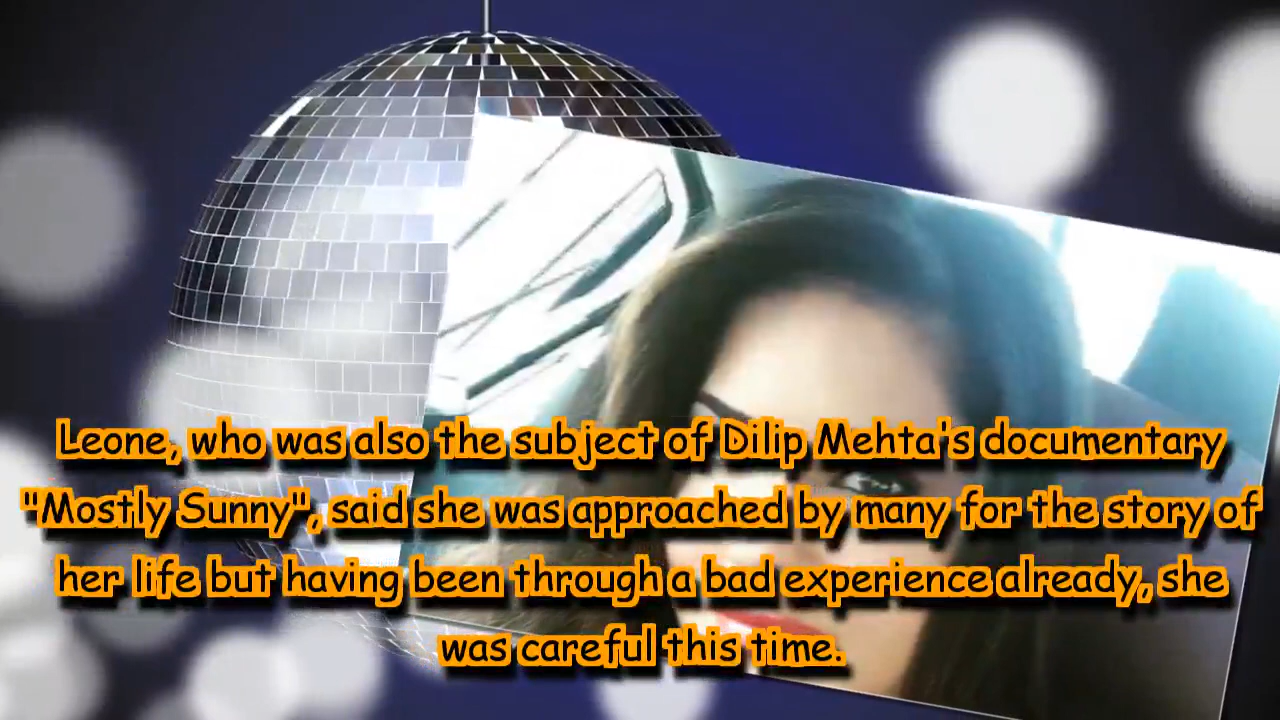 Leone, who was also the subject of Dilip Mehta's documentary
"Mostly Sunny", said she was approached by many for the story of
her life but having been through a bad experience already, she
was careful this time.